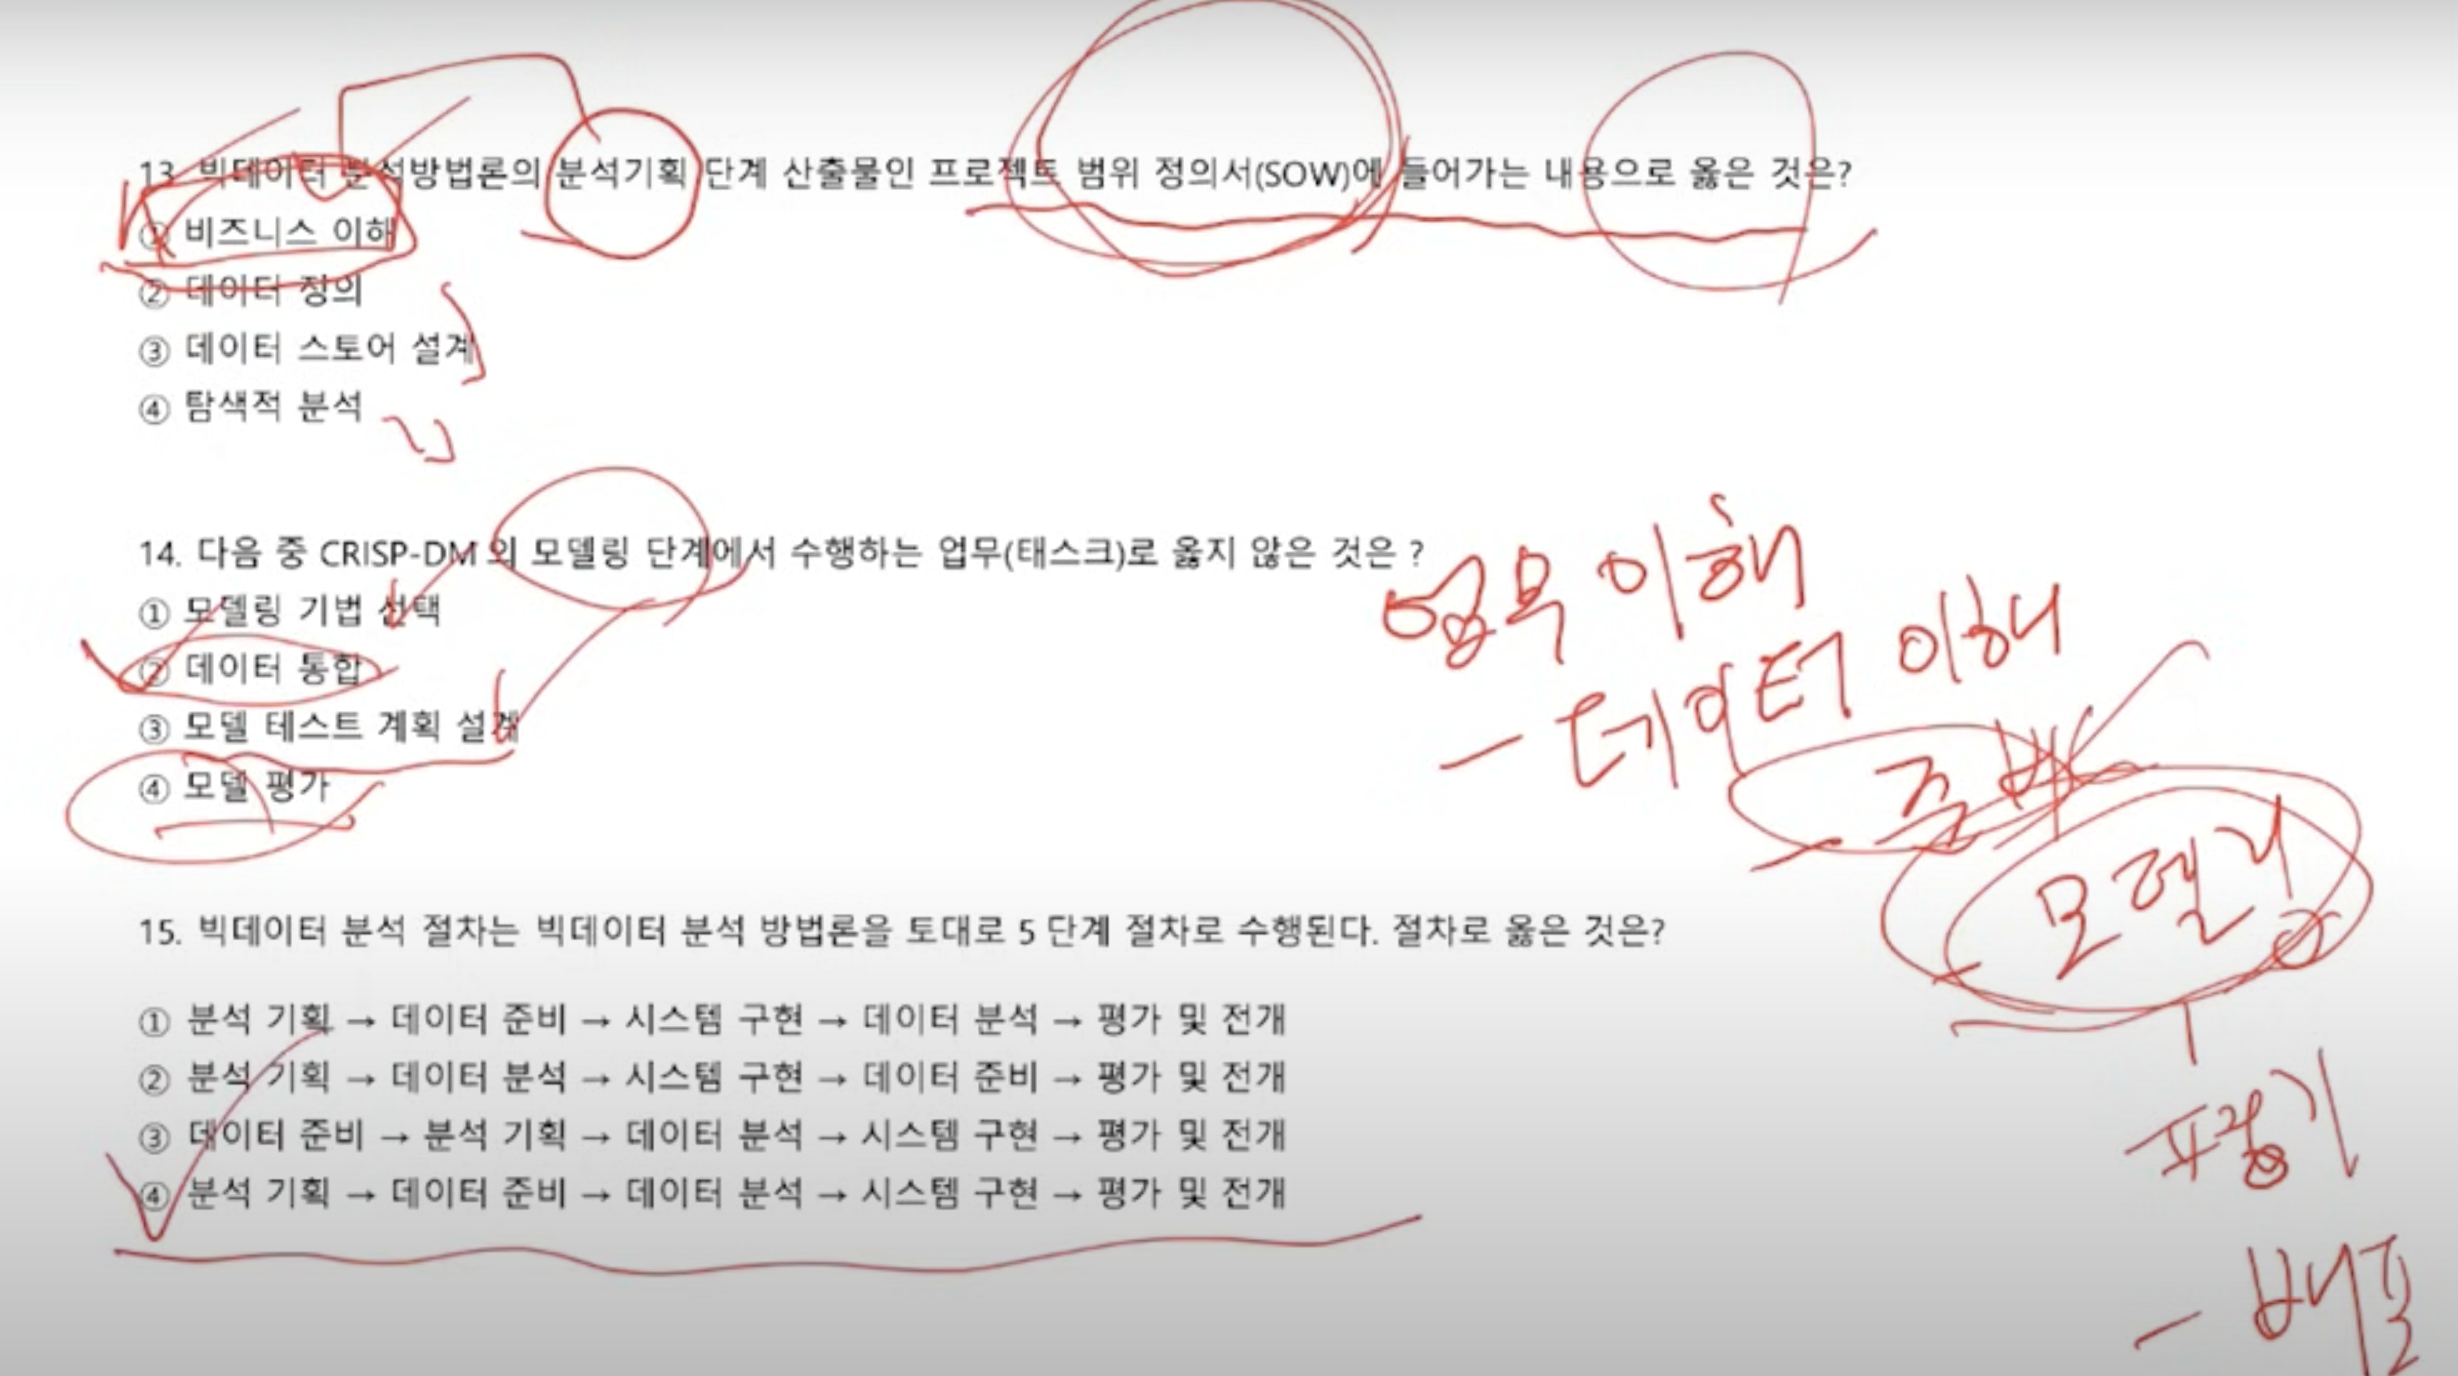 13. 빅데이터 분석방법론의 분석기획 단계 산출물인 프로젝트 범위 정의서(SOW)에 들어가는 내용으로 옳은 것은?
① 비즈니스 이해
② 데이터 정의
③ 데이터 스토어 설계
④ 탐색적 분석
14. 다음 중 CRISP-DM 의 모델링 단계에서 수행하는 업무(태스크)로 옳지 않은 것은 ?
① 모델링 기법 선택
② 데이터 통합
③ 모델 테스트 계획 설계
④ 모델 평가
업무 이해
- 데이터 이해
준비
모델링
평가
- 배포
15. 빅데이터 분석 절차는 빅데이터 분석 방법론을 토대로 5 단계 절차로 수행된다. 절차로 옳은 것은?
① 분석 기획 → 데이터 준비 → 시스템 구현 → 데이터 분석 → 평가 및 전개
② 분석 기획 → 데이터 분석 → 시스템 구현 → 데이터 준비 → 평가 및 전개
③ 데이터 준비 → 분석 기획 → 데이터 분석 → 시스템 구현 → 평가 및 전개
④ 분석 기획 → 데이터 준비 → 데이터 분석 → 시스템 구현 → 평가 및 전개